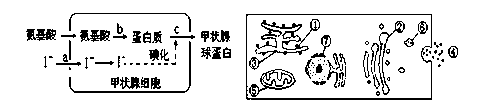 氨基酸 氨基酸 b 蛋白质 c 甲状腺
球蛋白
碘化
I⁻ a I⁻ I⁻
甲状腺细胞
① ② ⑥ ④
⑦
③
⑤